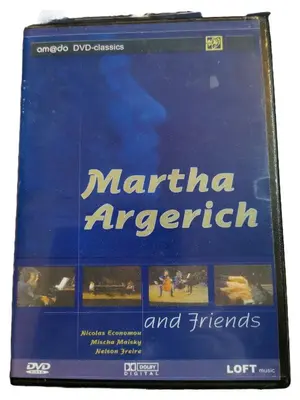 am@do DVD-classics
Martha
Argerich
and Friends
Nicolas Economou
Mischa Maisky
Nelson Freire
DVD
DOLBY
DIGITAL
LOFT music